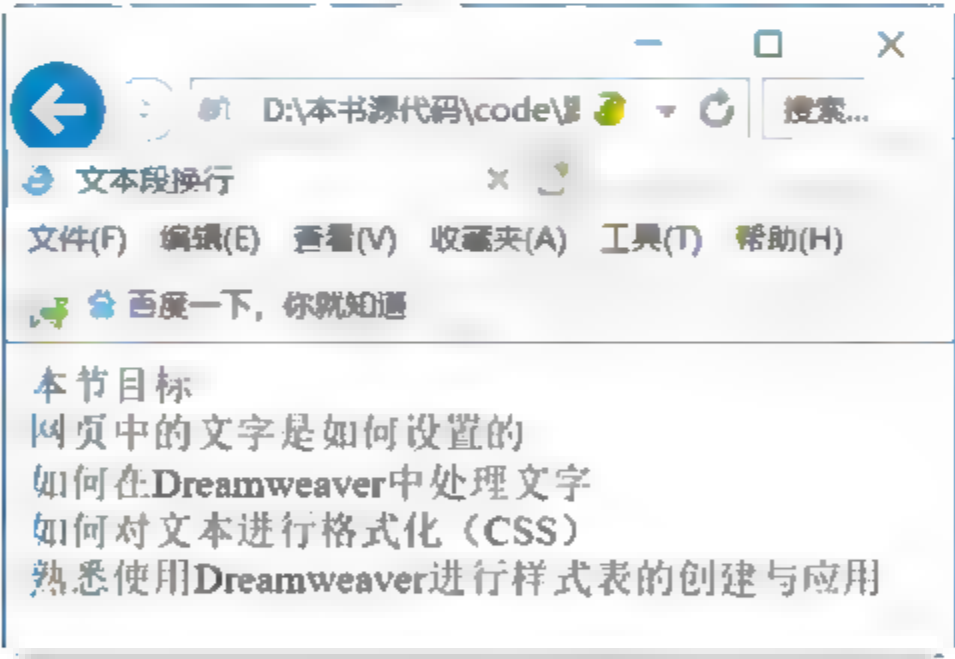 D:\本书源代码\code\ 搜索...
文本段换行
文件(F) 编辑(E) 查看(V) 收藏夹(A) 工具(T) 帮助(H)
百度一下，你就知道
本节目标
网页中的文字是如何设置的
如何在Dreamweaver中处理文字
如何对文本进行格式化（CSS）
熟悉使用Dreamweaver进行样式表的创建与应用